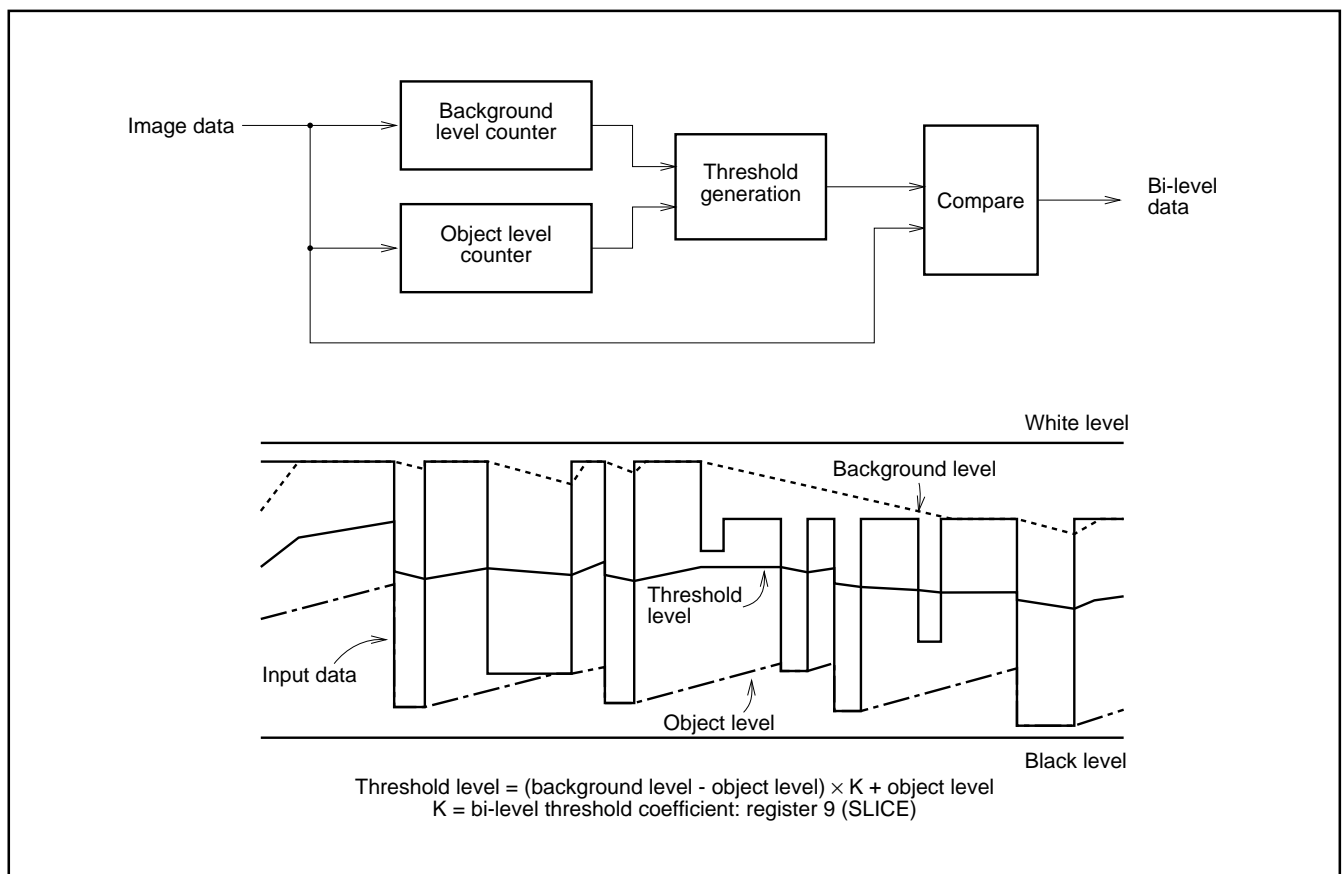 Image data
Background
level counter
Object level
counter
Threshold
generation
Compare
Bi-level
data
White level
Background level
Threshold
level
Input data
Object level
Black level
Threshold level = (background level - object level) × K + object level
K = bi-level threshold coefficient: register 9 (SLICE)